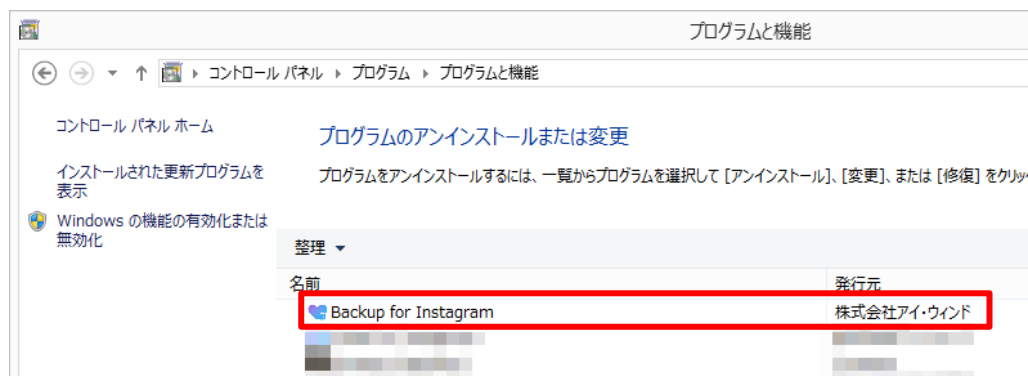 プログラムと機能
コントロール パネル プログラム プログラムと機能
コントロール パネル ホーム
インストールされた更新プログラムを
表示
Windows の機能の有効化または
無効化
プログラムのアンインストールまたは変更
プログラムをアンインストールするには、一覧からプログラムを選択して [アンインストール]、[変更]、または [修復] をクリッ
整理
名前 発行元
Backup for Instagram 株式会社アイ・ウィンド